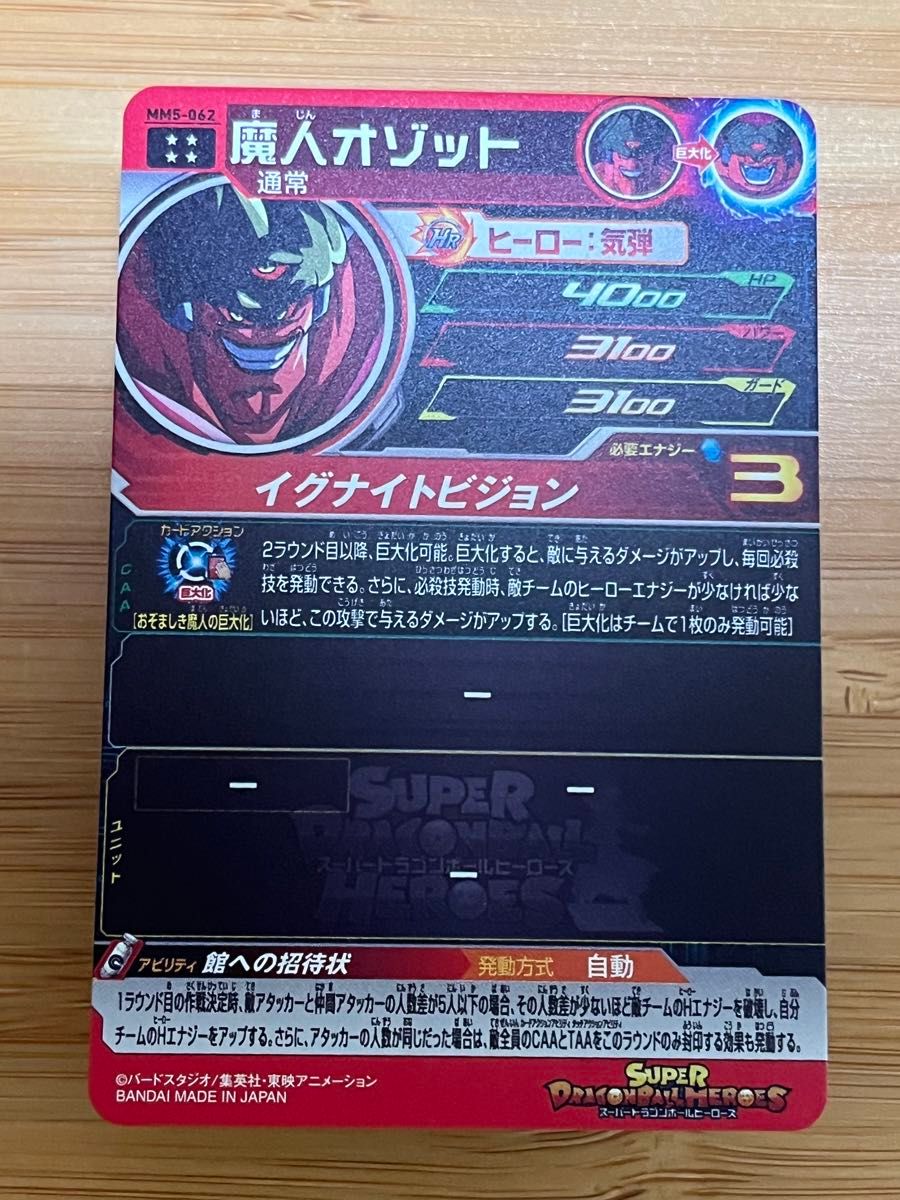 MM5-062
魔人オゾット
ま じん
通常
巨大化
HR
ヒーロー:気弾
HP
4000
パワー
3100
ガード
3100
必要エナジー
3
イグナイトビジョン
カードアクション
CAA
巨大化
[おぞましき魔人の巨大化]
2ラウンド目以降、巨大化可能。巨大化すると、敵に与えるダメージがアップし、毎回必殺
技を発動できる。さらに、必殺技発動時、敵チームのヒーローエナジーが少なければ少な
いほど、この攻撃で与えるダメージがアップする。[巨大化はチームで1枚のみ発動可能]
ー
ユニット
ー
ー
ー
SUPER
DRAGONBALL
スーパードラゴンボールヒーローズ
HEROES
アビリティ 館への招待状
発動方式 自動
1ラウンド目の作戦決定時、敵アタッカーと仲間アタッカーの人数差が5人以下の場合、その人数差が少ないほど敵チームのHエナジーを破壊し、自分
チームのHエナジーをアップする。さらに、アタッカーの人数が同じだった場合は、敵全員のCAAとTAAをこのラウンドのみ封印する効果も発動する。
©バードスタジオ/集英社・東映アニメーション
BANDAI MADE IN JAPAN
SUPER
DRAGONBALL HEROES
スーパードラゴンボールヒーローズ